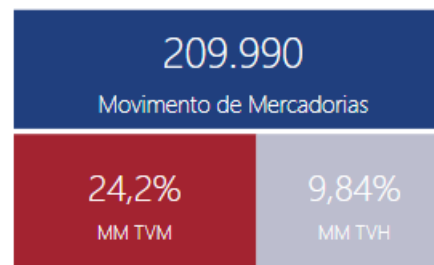 209.990
Movimento de Mercadorias
24,2%
MM TVM
9,84%
MM TVH